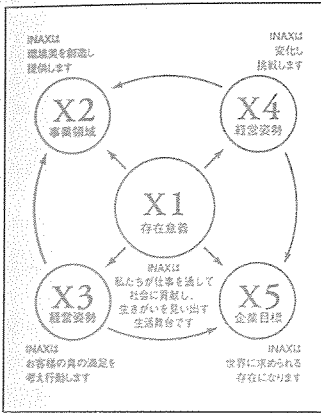 INAXは
環境美を創造し
提供します
INAXは
変化し
挑戦します
X2
事業領域
X4
経営姿勢
X1
存在意義
INAXは
私たちが仕事を通して
社会に貢献し、
生きがいを見い出す
生活舞台です
X3
経営姿勢
X5
企業目標
INAXは
お客様の真の満足を
考え行動します
INAXは
世界に求められる
存在になります